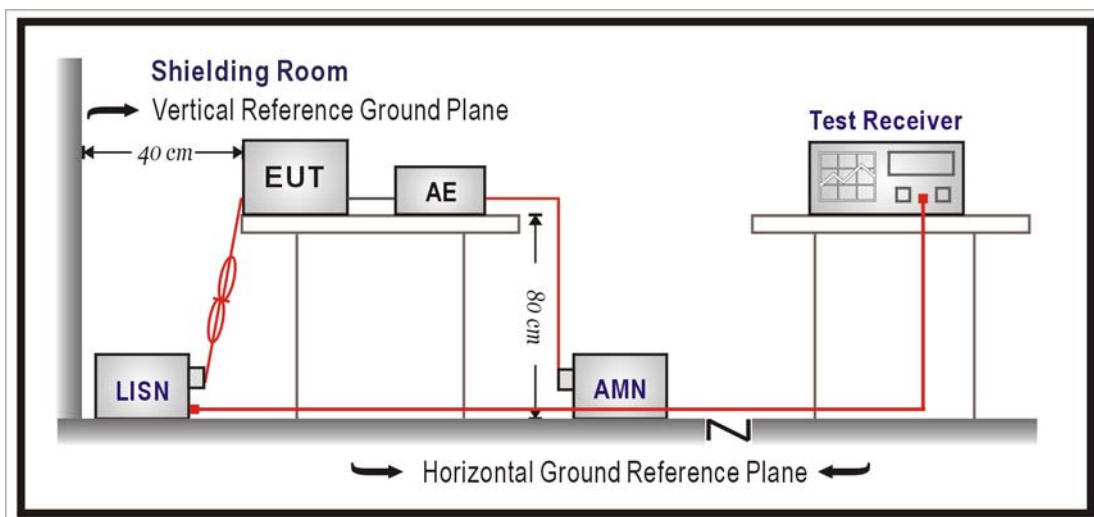 Shielding Room
Vertical Reference Ground Plane
Test Receiver
40 cm
EUT
AE
80 cm
LISN
AMN
Horizontal Ground Reference Plane